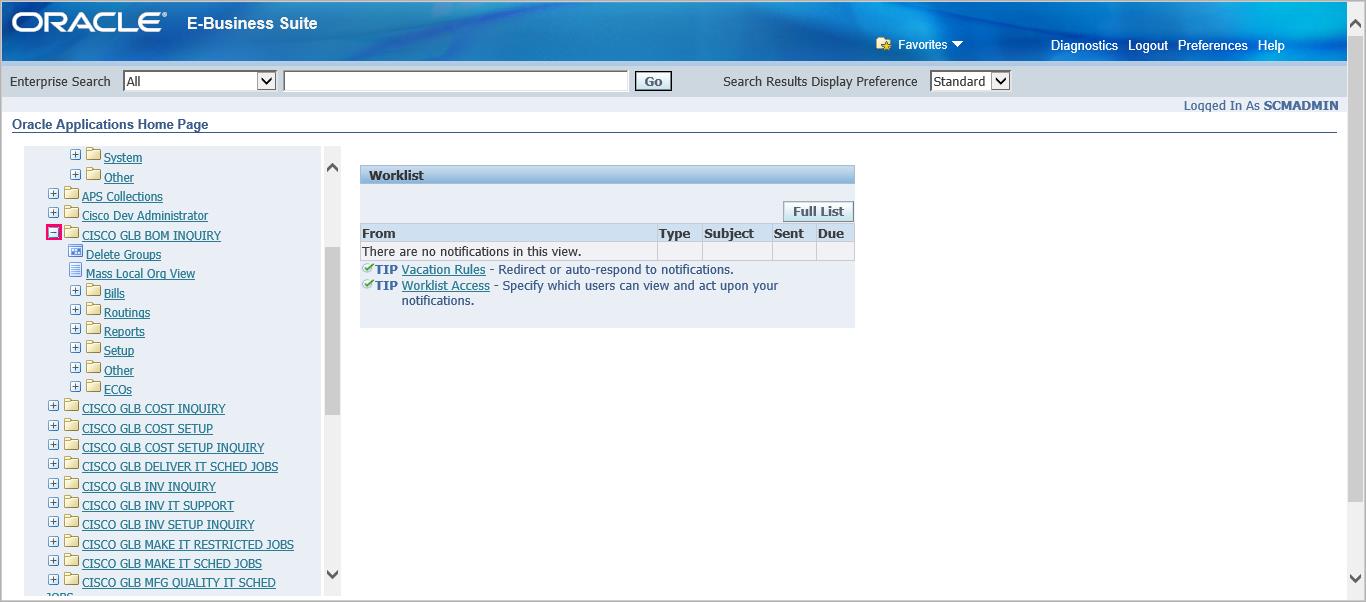 ORACLE® E-Business Suite
Favorites Diagnostics Logout Preferences Help
Enterprise Search All Go Search Results Display Preference Standard
Logged In As SCMADMIN
Oracle Applications Home Page
System
Other
APS Collections
Cisco Dev Administrator
CISCO GLB BOM INQUIRY
Delete Groups
Mass Local Org View
Bills
Routings
Reports
Setup
Other
ECOs
CISCO GLB COST INQUIRY
CISCO GLB COST SETUP
CISCO GLB COST SETUP INQUIRY
CISCO GLB DELIVER IT SCHED JOBS
CISCO GLB INV INQUIRY
CISCO GLB INV IT SUPPORT
CISCO GLB INV SETUP INQUIRY
CISCO GLB MAKE IT RESTRICTED JOBS
CISCO GLB MAKE IT SCHED JOBS
CISCO GLB MFG QUALITY IT SCHED
JOBS
Worklist
Full List
From Type Subject Sent Due
There are no notifications in this view.
TIP Vacation Rules - Redirect or auto-respond to notifications.
TIP Worklist Access - Specify which users can view and act upon your
notifications.